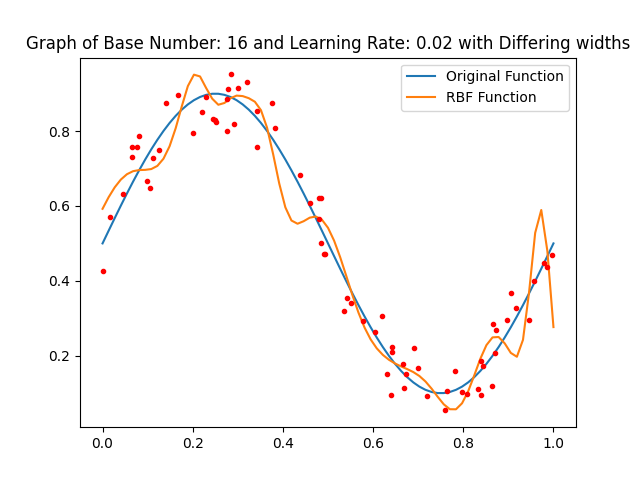 Graph of Base Number: 16 and Learning Rate: 0.02 with Differing widths
Original Function
RBF Function
0.8
0.6
0.4
0.2
0.0 0.2 0.4 0.6 0.8 1.0